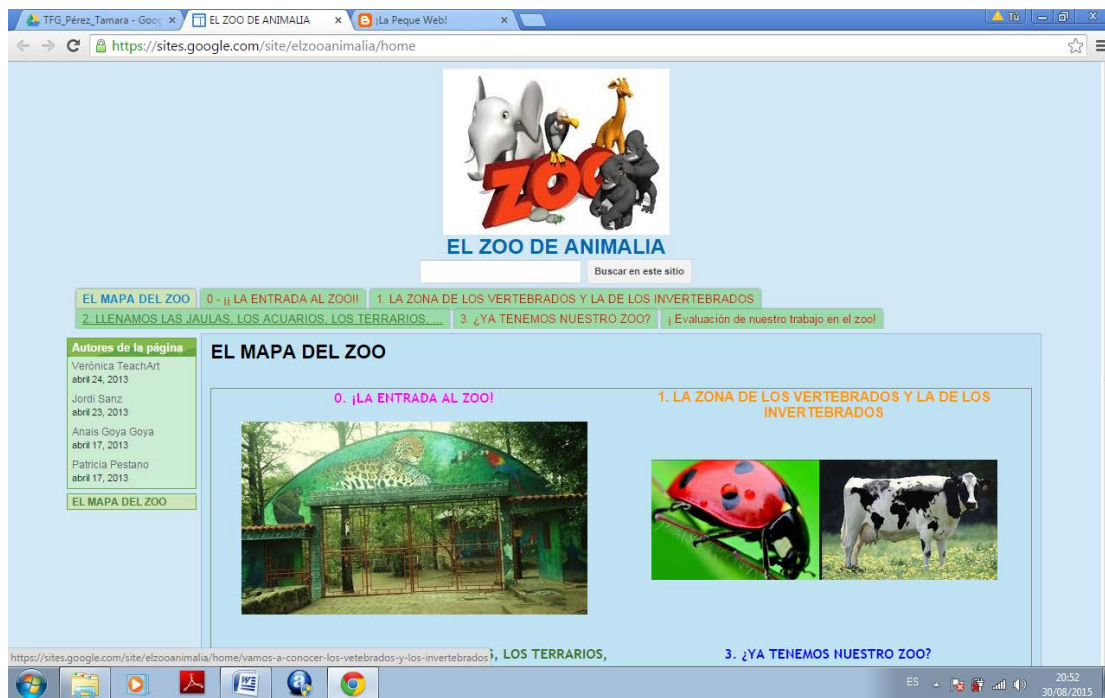 TFG_Pérez_Tamara - Goog
EL ZOO DE ANIMALIA
¡La Peque Web!
Tú
https://sites.google.com/site/elzooanimalia/home
ZOO
EL ZOO DE ANIMALIA
Buscar en este sitio
EL MAPA DEL ZOO
0 - ¡¡ LA ENTRADA AL ZOO!!
1. LA ZONA DE LOS VERTEBRADOS Y LA DE LOS INVERTEBRADOS
2. LLENAMOS LAS JAULAS, LOS ACUARIOS, LOS TERRARIOS, ...
3. ¿YA TENEMOS NUESTRO ZOO?
¡ Evaluación de nuestro trabajo en el zoo!
Autores de la página
Verónica TeachArt
abril 24, 2013
Jordi Sanz
abril 23, 2013
Anais Goya Goya
abril 17, 2013
Patricia Pestano
abril 17, 2013
EL MAPA DEL ZOO
EL MAPA DEL ZOO
0. ¡LA ENTRADA AL ZOO!
1. LA ZONA DE LOS VERTEBRADOS Y LA DE LOS
INVERTEBRADOS
S, LOS TERRARIOS,
3. ¿YA TENEMOS NUESTRO ZOO?
https://sites.google.com/site/elzooanimalia/home/vamos-a-conocer-los-vetebrados-y-los-invertebrados
ES
20:52
30/08/2015